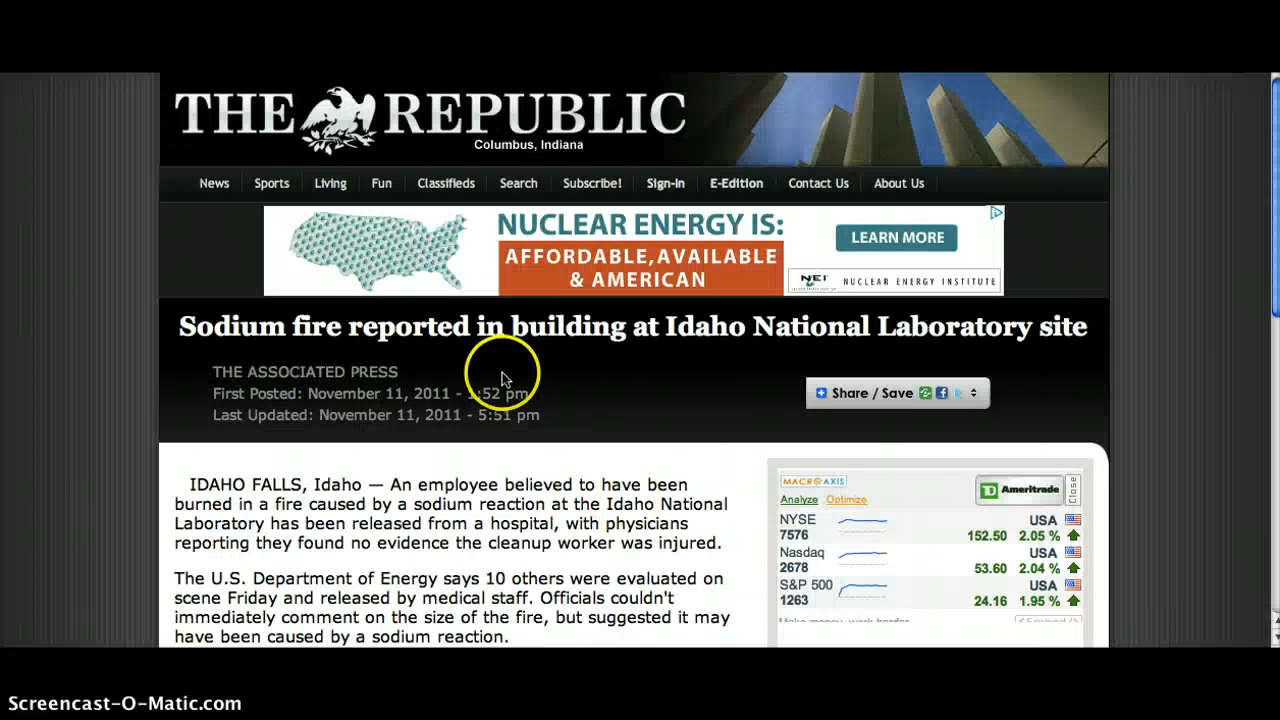 THE REPUBLIC
Columbus, Indiana
News Sports Living Fun Classifieds Search Subscribe! Sign-In E-Edition Contact Us About Us
NUCLEAR ENERGY IS:
AFFORDABLE, AVAILABLE
& AMERICAN
LEARN MORE
NEI NUCLEAR ENERGY INSTITUTE
Sodium fire reported in building at Idaho National Laboratory site
THE ASSOCIATED PRESS
First Posted: November 11, 2011 - 1:52 pm
Last Updated: November 11, 2011 - 5:51 pm
Share / Save
IDAHO FALLS, Idaho — An employee believed to have been
burned in a fire caused by a sodium reaction at the Idaho National
Laboratory has been released from a hospital, with physicians
reporting they found no evidence the cleanup worker was injured.
The U.S. Department of Energy says 10 others were evaluated on
scene Friday and released by medical staff. Officials couldn't
immediately comment on the size of the fire, but suggested it may
have been caused by a sodium reaction.
MACROAXIS
Analyze Optimize
TD Ameritrade
Close
NYSE USA
7576 152.50 2.05 %
Nasdaq USA
2678 53.60 2.04 %
S&P 500 USA
1263 24.16 1.95 %
Screencast-O-Matic.com